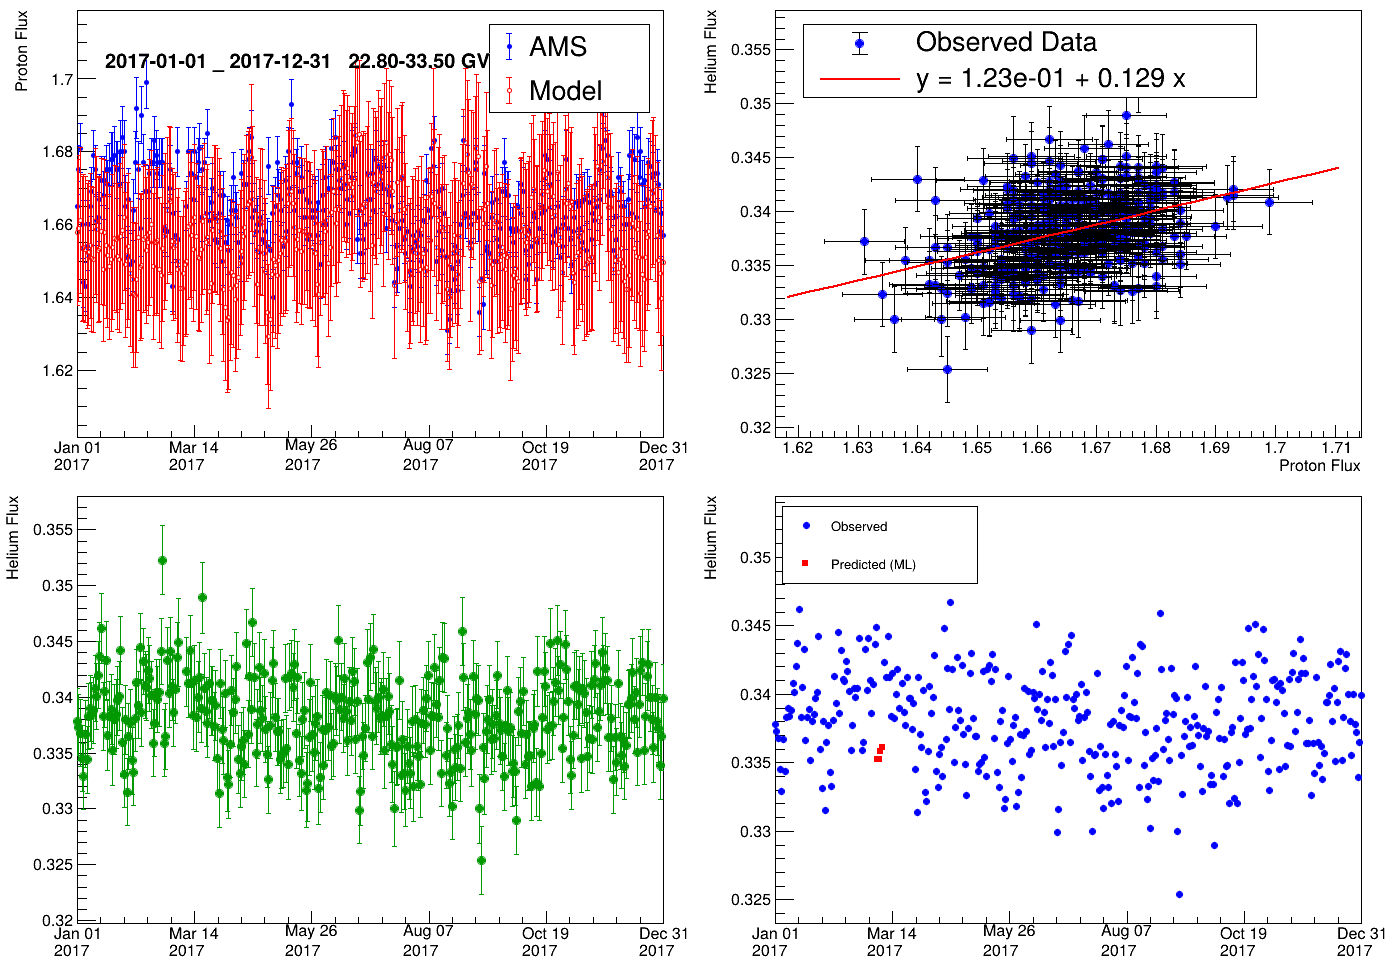 Proton Flux
2017-01-01 _ 2017-12-31 22.80-33.50 GV
AMS
Model
1.7
1.68
1.66
1.64
1.62
Jan 01 Mar 14 May 26 Aug 07 Oct 19 Dec 31
2017 2017 2017 2017 2017 2017
Helium Flux
Observed Data
y = 1.23e-01 + 0.129 x
0.355
0.35
0.345
0.34
0.335
0.33
0.325
0.32
1.62 1.63 1.64 1.65 1.66 1.67 1.68 1.69 1.7 1.71
Proton Flux
Helium Flux
0.355
0.35
0.345
0.34
0.335
0.33
0.325
0.32
Jan 01 Mar 14 May 26 Aug 07 Oct 19 Dec 31
2017 2017 2017 2017 2017 2017
Helium Flux
Observed
Predicted (ML)
0.35
0.345
0.34
0.335
0.33
0.325
Jan 01 Mar 14 May 26 Aug 07 Oct 19 Dec 31
2017 2017 2017 2017 2017 2017